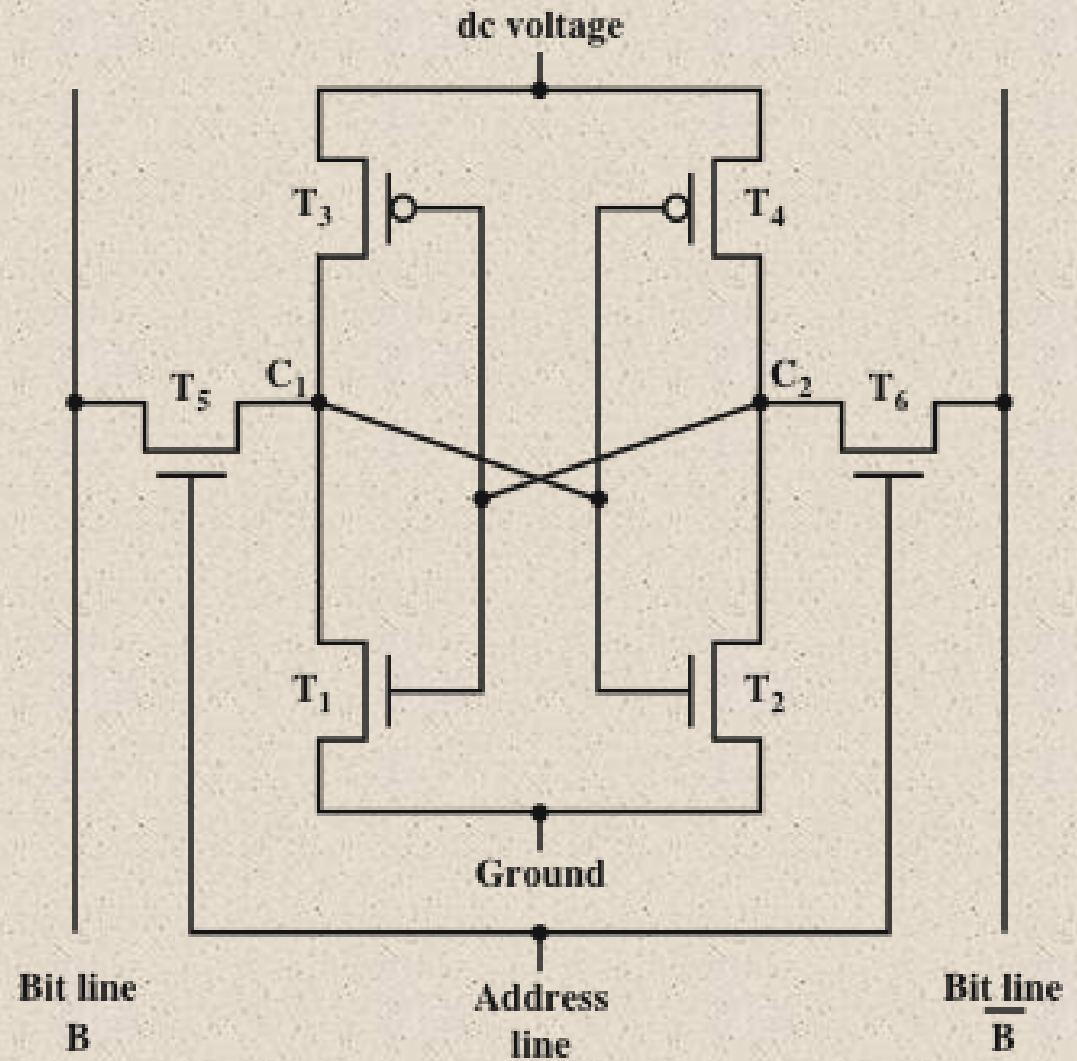 dc voltage
T3
T4
T5
C1
C2
T6
T1
T2
Ground
Bit line
B
Address
line
Bit line
B̅